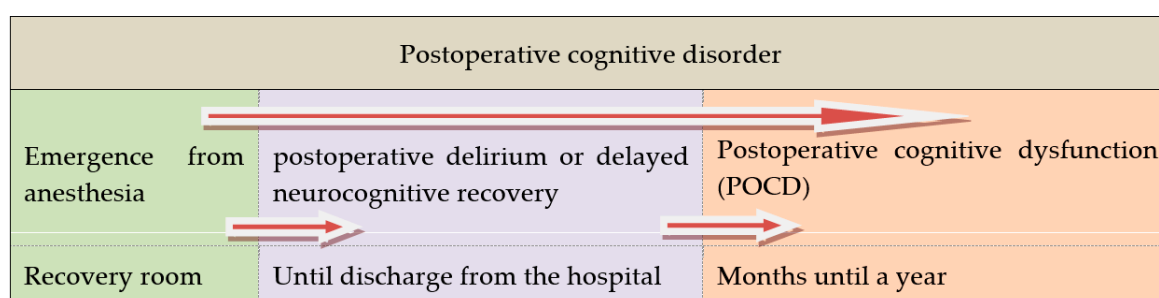 Postoperative cognitive disorder
Emergence from
anesthesia
postoperative delirium or delayed
neurocognitive recovery
Postoperative cognitive dysfunction
(POCD)
Recovery room
Until discharge from the hospital
Months until a year